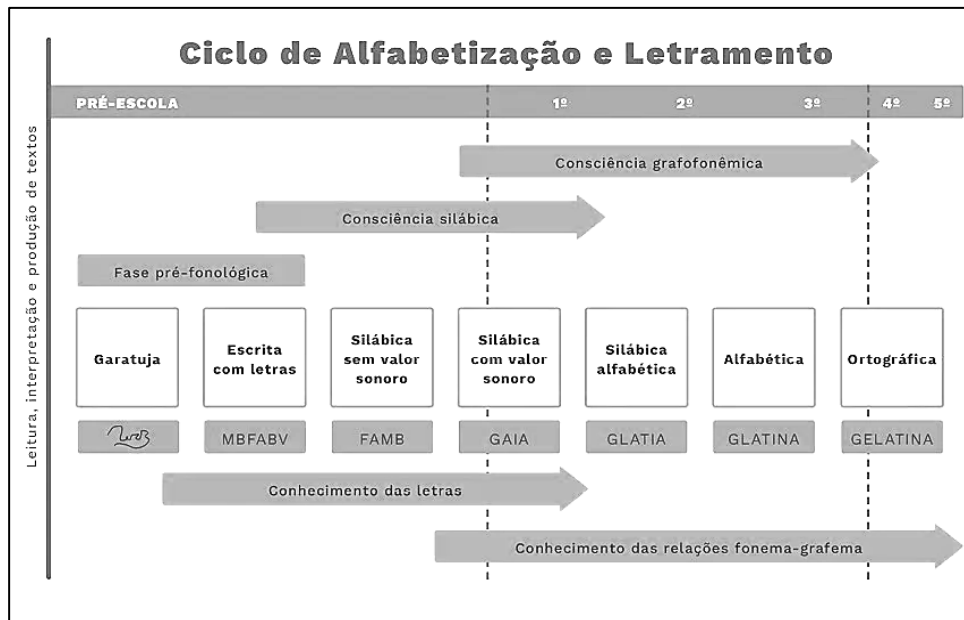 Ciclo de Alfabetização e Letramento
PRÉ-ESCOLA 1º 2º 3º 4º 5º
Leitura, interpretação e produção de textos
Consciência grafofonêmica
Consciência silábica
Fase pré-fonológica
Garatuja
Escrita
com letras
Silábica
sem valor
sonoro
Silábica
com valor
sonoro
Silábica
alfabética
Alfabética
Ortográfica
MBFABV
FAMB
GAIA
GLATIA
GLATINA
GELATINA
Conhecimento das letras
Conhecimento das relações fonema-grafema